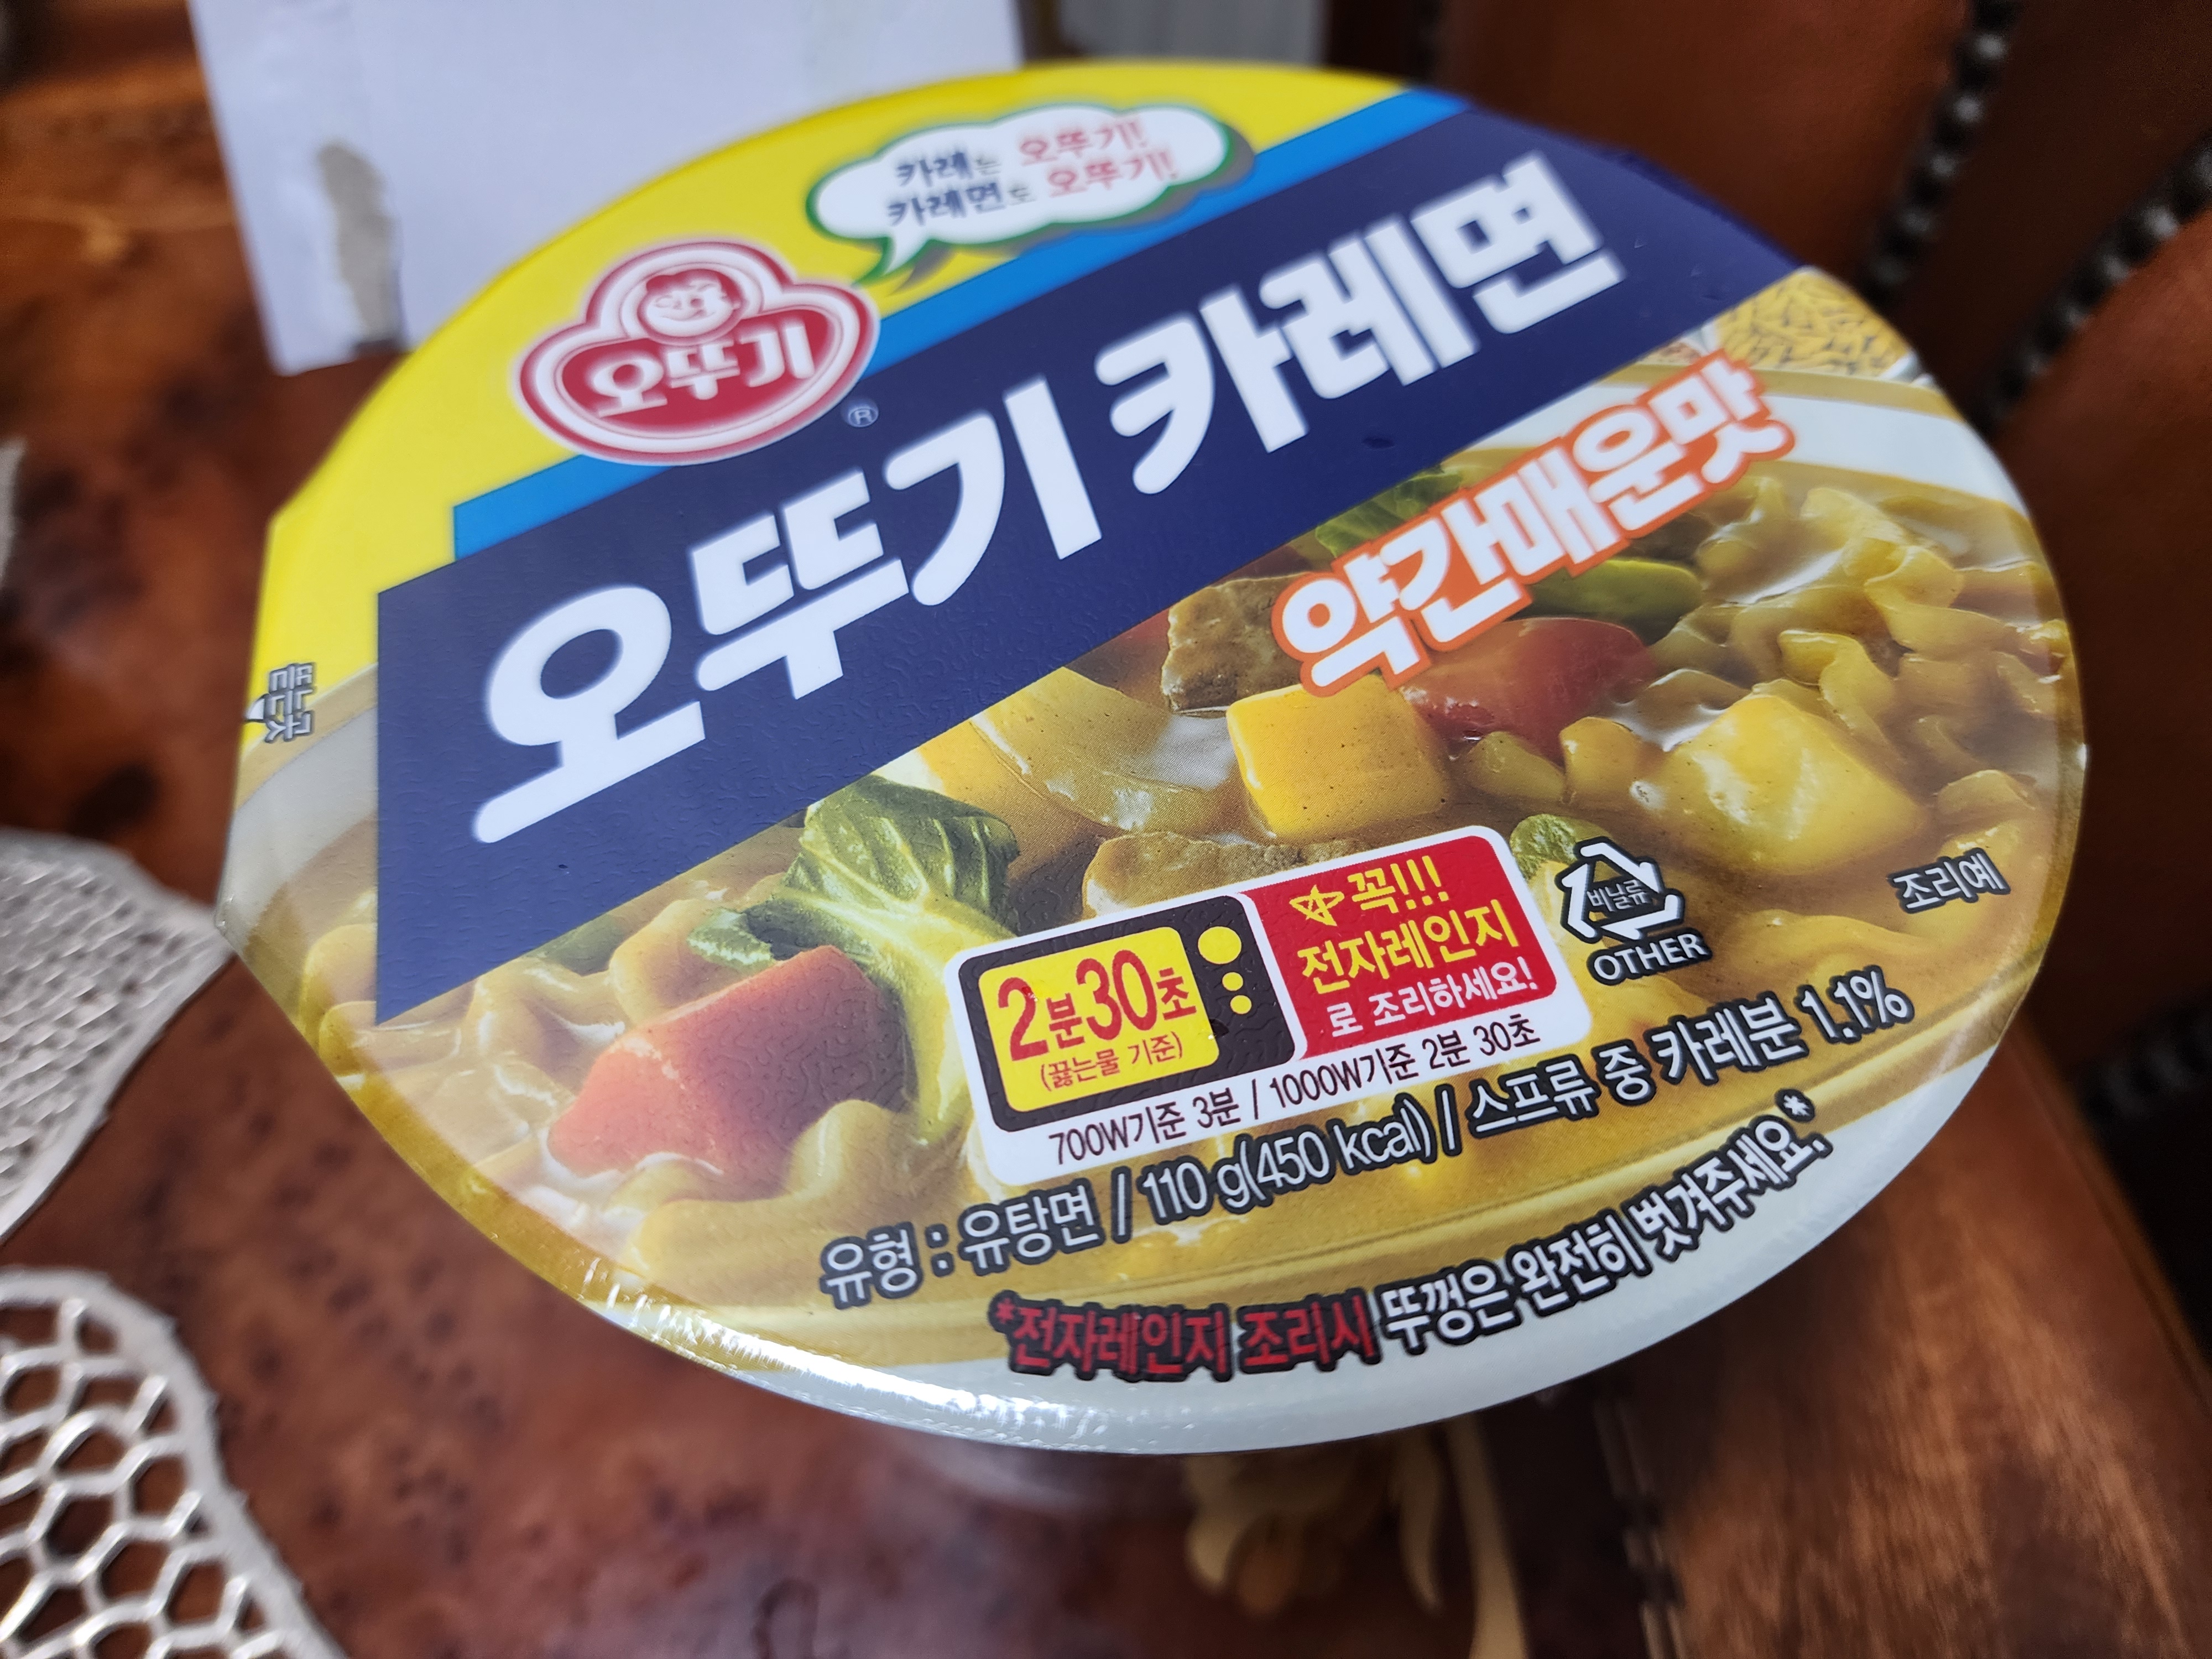 카레는 오뚜기!
카레면도 오뚜기!
오뚜기
®
오뚜기 카레면
약간매운맛
뜯는곳
2분30초
(끓는물 기준)
꼭!!!
전자레인지
로 조리하세요!
700W기준 3분 / 1000W기준 2분 30초
비닐류
OTHER
조리예
유형 : 유탕면 / 110 g(450 kcal) / 스프류 중 카레분 1.1%
*전자레인지 조리시 뚜껑은 완전히 벗겨주세요.*